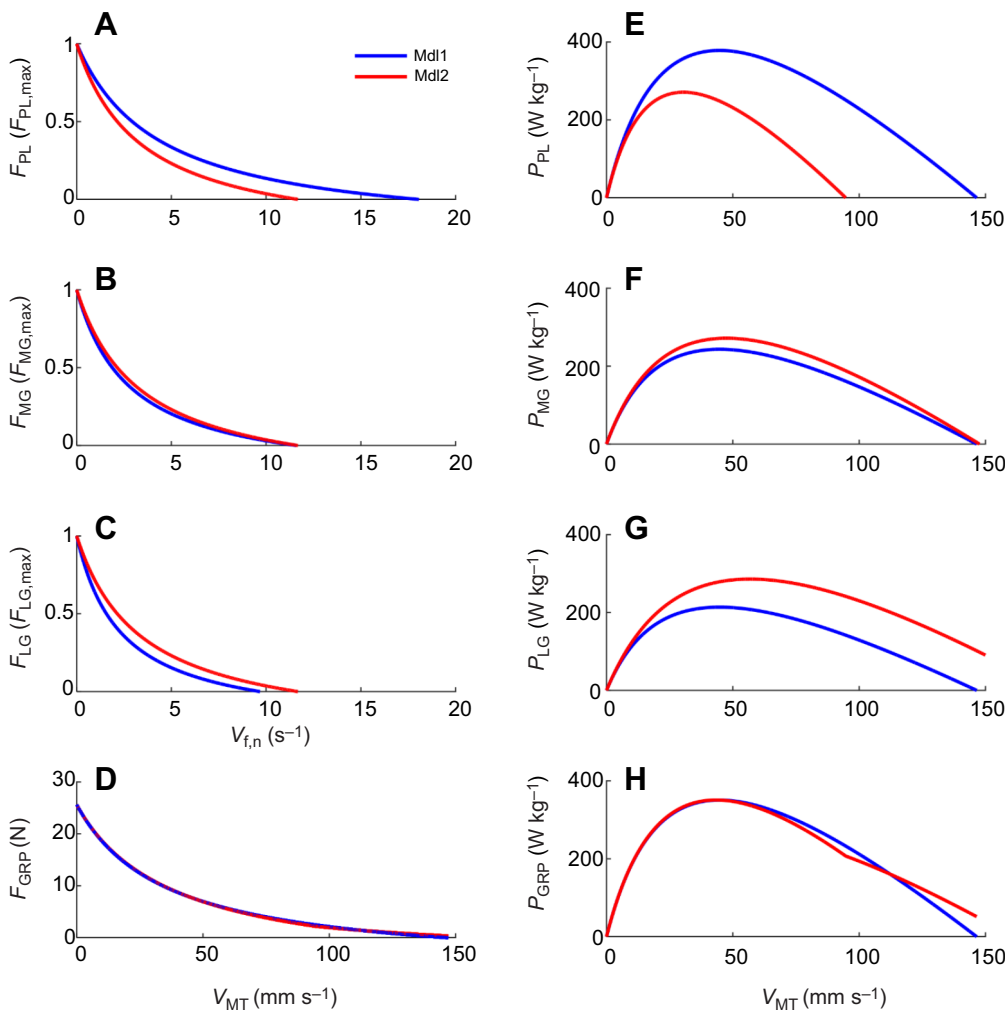 A
F_PL (F_PL,max)
1
0.5
0
0 5 10 15 20
Mdl1
Mdl2
E
P_PL (W kg–1)
400
200
0
0 50 100 150
B
F_MG (F_MG,max)
1
0.5
0
0 5 10 15 20
F
P_MG (W kg–1)
400
200
0
0 50 100 150
C
F_LG (F_LG,max)
1
0.5
0
0 5 10 15 20
V_f,n (s–1)
G
P_LG (W kg–1)
400
200
0
0 50 100 150
D
F_GRP (N)
30
20
10
0
0 50 100 150
V_MT (mm s–1)
H
P_GRP (W kg–1)
400
200
0
0 50 100 150
V_MT (mm s–1)